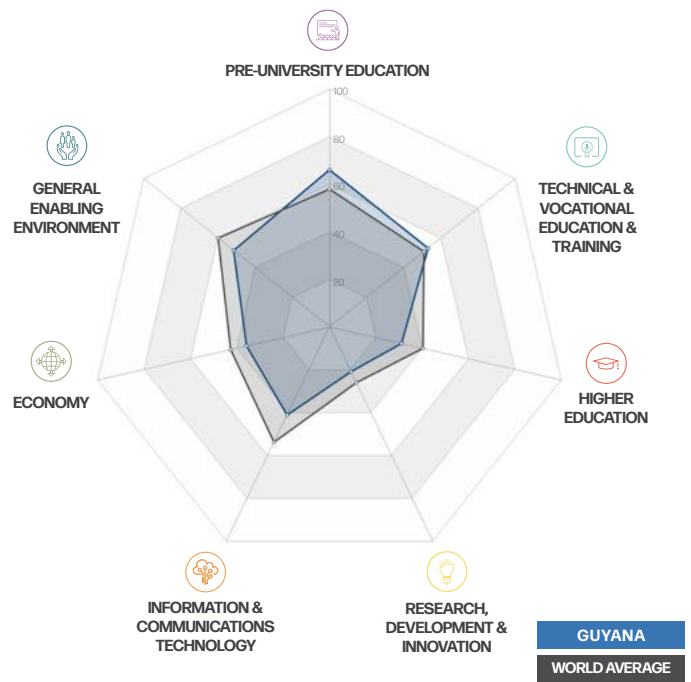 PRE-UNIVERSITY EDUCATION
100
80
60
40
20
GENERAL
ENABLING
ENVIRONMENT
TECHNICAL &
VOCATIONAL
EDUCATION &
TRAINING
ECONOMY
HIGHER
EDUCATION
INFORMATION &
COMMUNICATIONS
TECHNOLOGY
RESEARCH,
DEVELOPMENT &
INNOVATION
GUYANA
WORLD AVERAGE